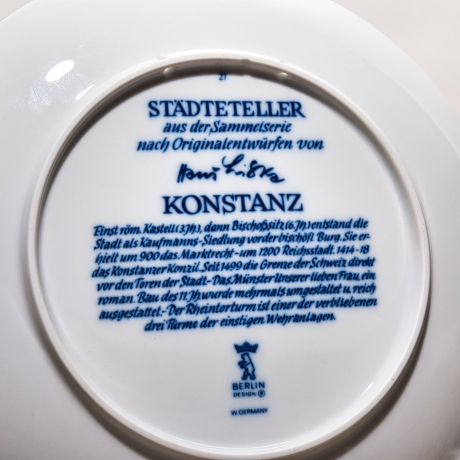 21
STÄDTETELLER
aus der Sammelserie
nach Originalentwürfen von
Hans Liska
KONSTANZ
Einst röm. Kastell (3.Jh.), dann Bischofssitz (6.Jh.) entstand die
Stadt als Kaufmanns-Siedlung vor der bischöfl. Burg. Sie er-
hielt um 900 das Marktrecht - um 1200 Reichsstadt. 1414-18
das Konstanzer Konzil. Seit 1499 die Grenze der Schweiz direkt
vor den Toren der Stadt - Das Münster Unserer lieben Frau, ein
roman. Bau des 11.Jh. wurde mehrmals umgestaltet u. reich
ausgestattet. - Der Rheintorturm ist einer der verbliebenen
drei Türme der einstigen Wehranlagen.
BERLIN
DESIGN ®
W. GERMANY